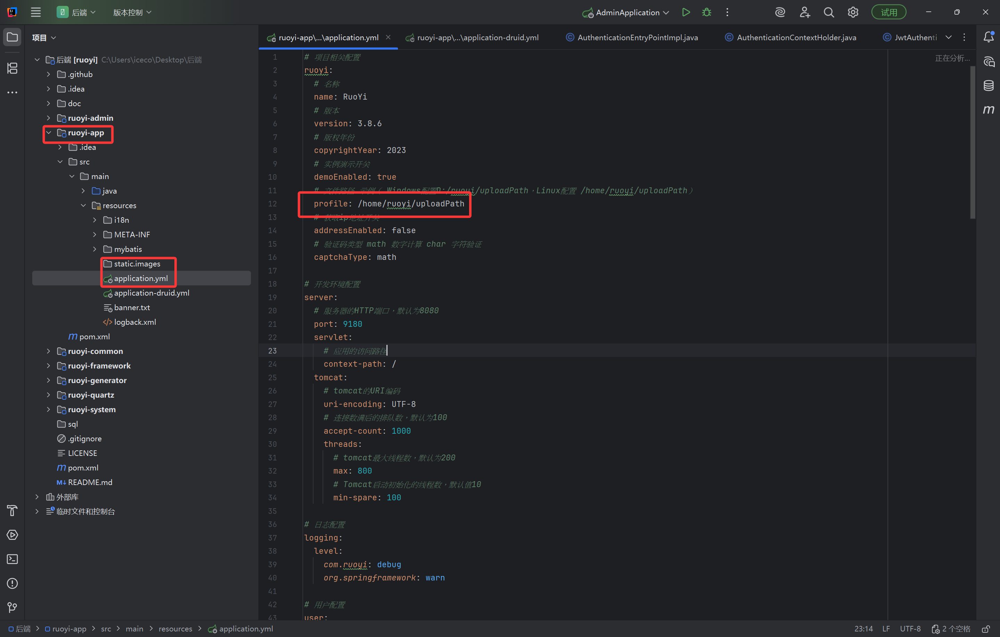 后端
版本控制
AdminApplication
试用
项目
ruoyi-app\...\application.yml
ruoyi-app\...\application-druid.yml
AuthenticationEntryPointImpl.java
AuthenticationContextHolder.java
JwtAuthenti
后端 [ruoyi] C:\Users\iceco\Desktop\后端
.github
.idea
doc
ruoyi-admin
ruoyi-app
.idea
src
main
java
resources
i18n
META-INF
mybatis
static.images
application.yml
application-druid.yml
banner.txt
logback.xml
pom.xml
ruoyi-common
ruoyi-framework
ruoyi-generator
ruoyi-quartz
ruoyi-system
sql
.gitignore
LICENSE
pom.xml
README.md
外部库
临时文件和控制台
正在分析...
1 # 项目相关配置
2 ruoyi:
3 # 名称
4 name: RuoYi
5 # 版本
6 version: 3.8.6
7 # 版权年份
8 copyrightYear: 2023
9 # 实例演示开关
10 demoEnabled: true
11 # 文件路径 示例（ Windows配置D:/ruoyi/uploadPath，Linux配置 /home/ruoyi/uploadPath）
12 profile: /home/ruoyi/uploadPath
13 # 获取ip地址开关
14 addressEnabled: false
15 # 验证码类型 math 数字计算 char 字符验证
16 captchaType: math
17
18 # 开发环境配置
19 server:
20 # 服务器的HTTP端口，默认为8080
21 port: 9180
22 servlet:
23 # 应用的访问路径
24 context-path: /
25 tomcat:
26 # tomcat的URI编码
27 uri-encoding: UTF-8
28 # 连接数满后的排队数，默认为100
29 accept-count: 1000
30 threads:
31 # tomcat最大线程数，默认为200
32 max: 800
33 # Tomcat启动初始化的线程数，默认值10
34 min-spare: 100
35
36 # 日志配置
37 logging:
38 level:
39 com.ruoyi: debug
40 org.springframework: warn
41
42 # 用户配置
43 user:
后端 > ruoyi-app > src > main > resources > application.yml
23:14 LF UTF-8 2 个空格